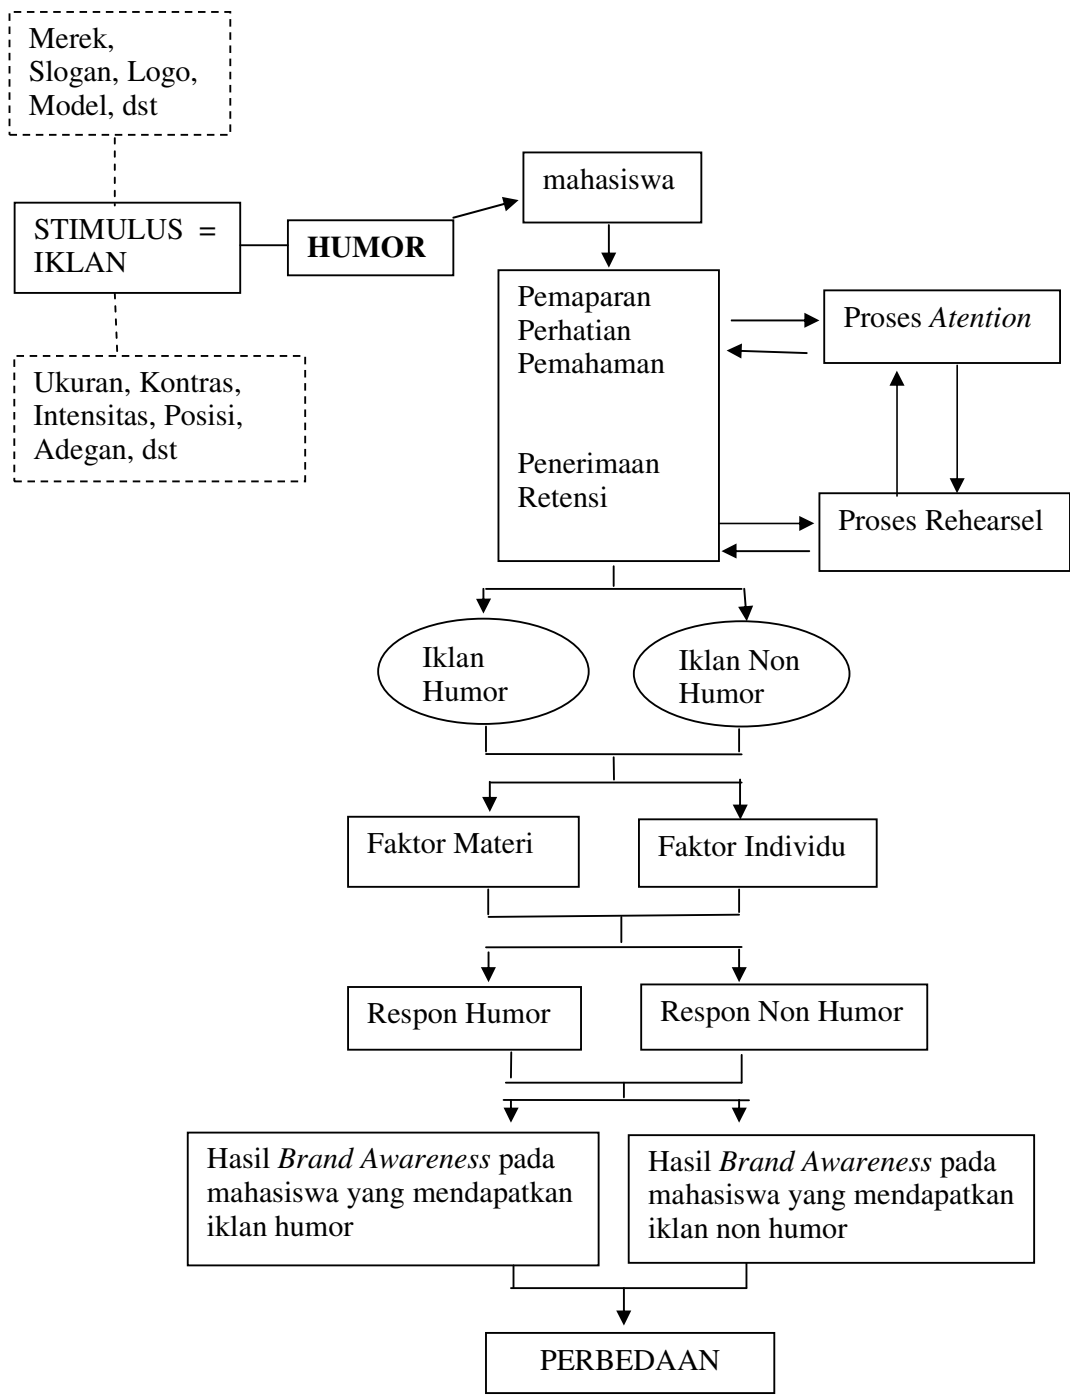 Merek,
Slogan, Logo,
Model, dst
mahasiswa
STIMULUS =
IKLAN
HUMOR
Pemaparan
Perhatian
Pemahaman
Proses Atention
Ukuran, Kontras,
Intensitas, Posisi,
Adegan, dst
Penerimaan
Retensi
Proses Rehearsel
Iklan
Humor
Iklan Non
Humor
Faktor Materi
Faktor Individu
Respon Humor
Respon Non Humor
Hasil Brand Awareness pada
mahasiswa yang mendapatkan
iklan humor
Hasil Brand Awareness pada
mahasiswa yang mendapatkan
iklan non humor
PERBEDAAN